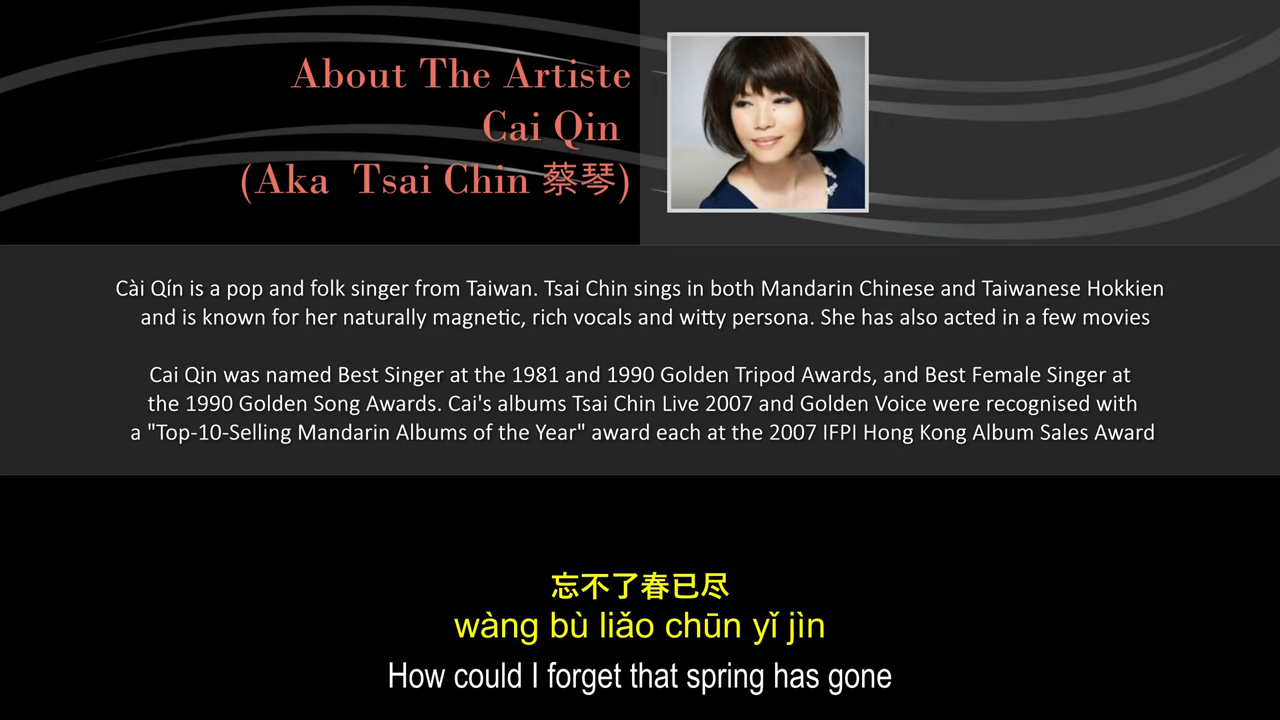 About The Artiste
Cai Qin
(Aka Tsai Chin 蔡琴)
Cài Qín is a pop and folk singer from Taiwan. Tsai Chin sings in both Mandarin Chinese and Taiwanese Hokkien
and is known for her naturally magnetic, rich vocals and witty persona. She has also acted in a few movies
Cai Qin was named Best Singer at the 1981 and 1990 Golden Tripod Awards, and Best Female Singer at
the 1990 Golden Song Awards. Cai's albums Tsai Chin Live 2007 and Golden Voice were recognised with
a "Top-10-Selling Mandarin Albums of the Year" award each at the 2007 IFPI Hong Kong Album Sales Award
忘不了春已尽
wàng bù liǎo chūn yǐ jìn
How could I forget that spring has gone